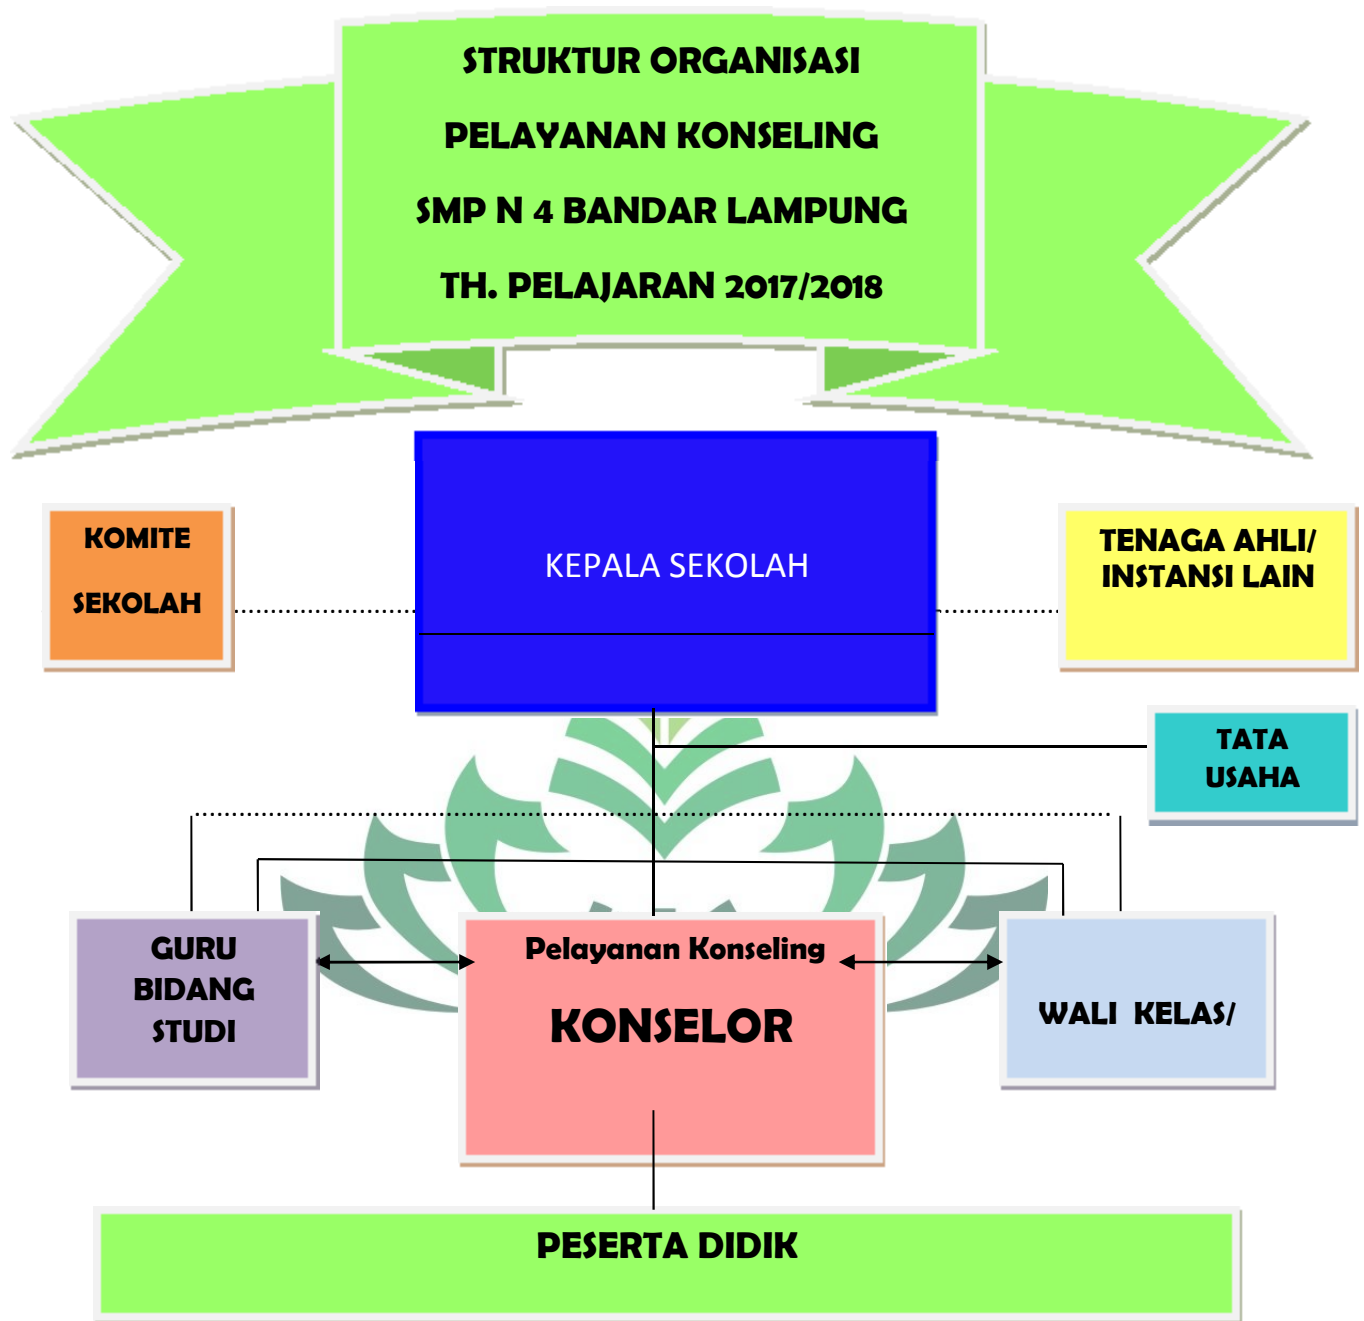 STRUKTUR ORGANISASI
PELAYANAN KONSELING
SMP N 4 BANDAR LAMPUNG
TH. PELAJARAN 2017/2018
KOMITE
SEKOLAH
KEPALA SEKOLAH
TENAGA AHLI/
INSTANSI LAIN
TATA
USAHA
GURU
BIDANG
STUDI
Pelayanan Konseling
KONSELOR
WALI KELAS/
PESERTA DIDIK